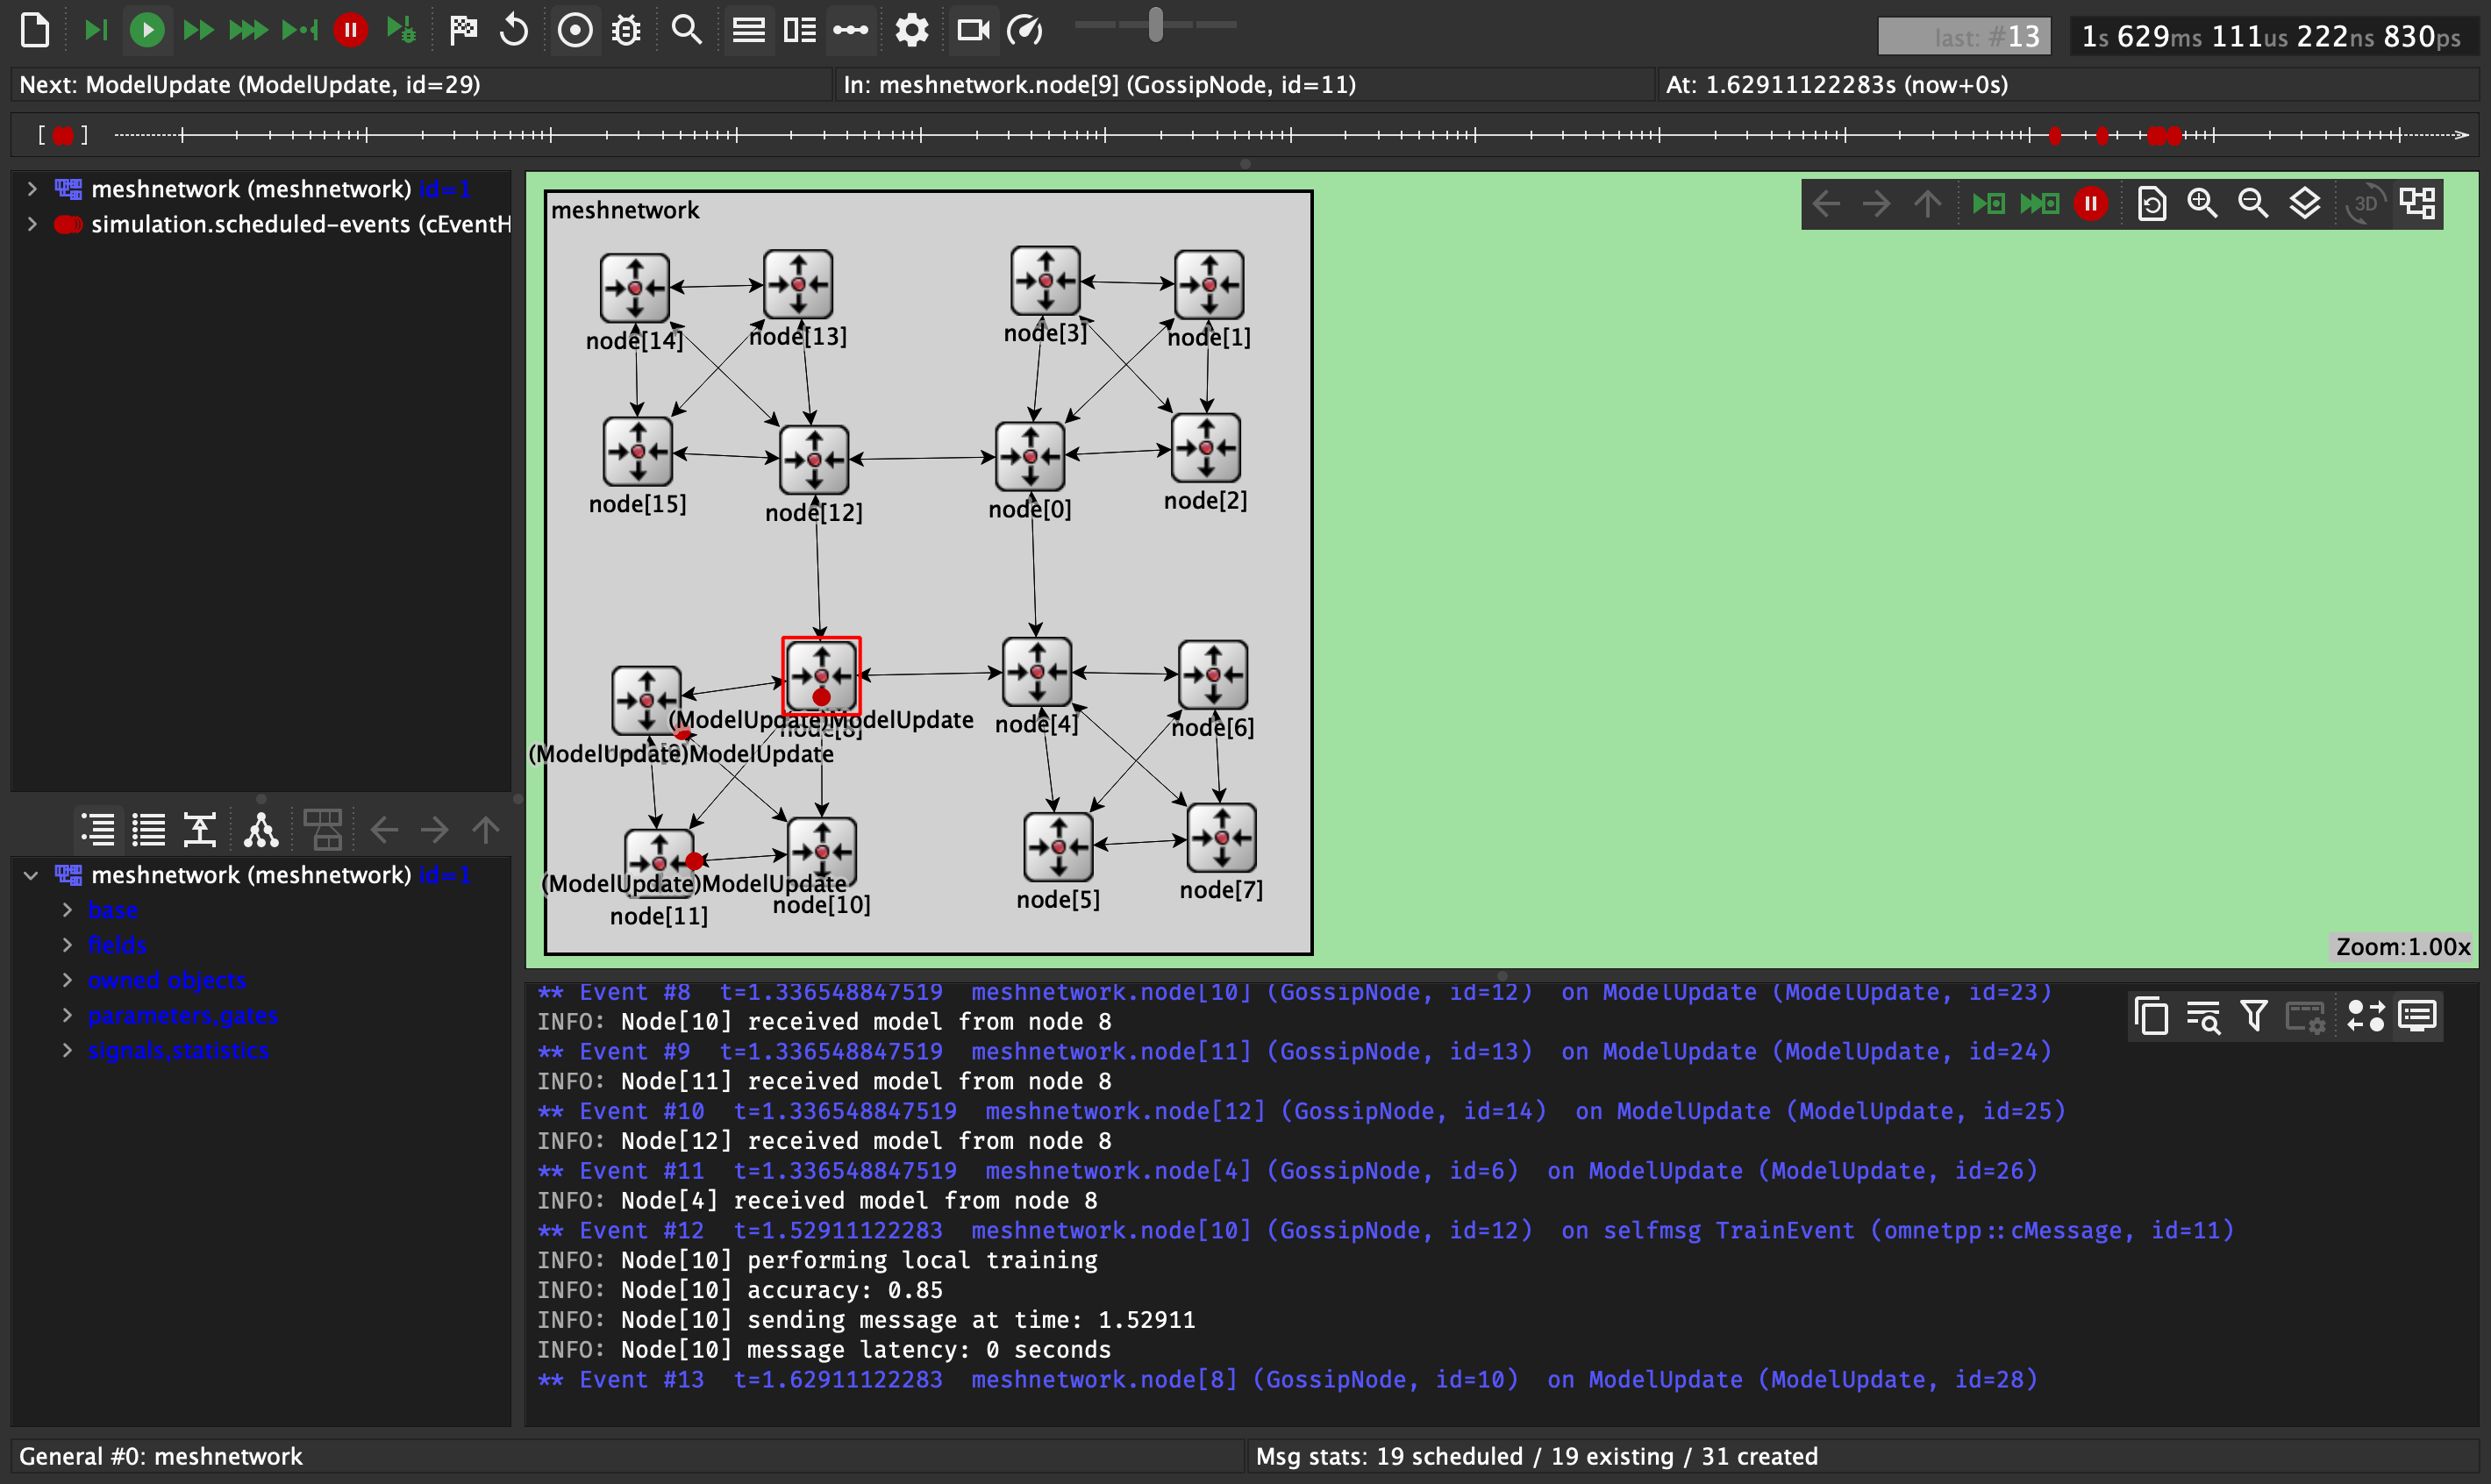 last: #13
1s 629ms 111us 222ns 830ps
Next: ModelUpdate (ModelUpdate, id=29)
In: meshnetwork.node[9] (GossipNode, id=11)
At: 1.62911122283s (now+0s)
meshnetwork (meshnetwork) id=1
simulation.scheduled-events (cEventH
3D
meshnetwork
node[14]
node[13]
node[3]
node[1]
node[15]
node[12]
node[0]
node[2]
(ModelUpdate)ModelUpdate
node[8]
node[4]
node[6]
(ModelUpdate)ModelUpdate
(ModelUpdate)ModelUpdate
node[11]
node[10]
node[5]
node[7]
Zoom:1.00x
meshnetwork (meshnetwork) id=1
base
fields
owned objects
parameters,gates
signals,statistics
** Event #8 t=1.336548847519 meshnetwork.node[10] (GossipNode, id=12) on ModelUpdate (ModelUpdate, id=23)
INFO: Node[10] received model from node 8
** Event #9 t=1.336548847519 meshnetwork.node[11] (GossipNode, id=13) on ModelUpdate (ModelUpdate, id=24)
INFO: Node[11] received model from node 8
** Event #10 t=1.336548847519 meshnetwork.node[12] (GossipNode, id=14) on ModelUpdate (ModelUpdate, id=25)
INFO: Node[12] received model from node 8
** Event #11 t=1.336548847519 meshnetwork.node[4] (GossipNode, id=6) on ModelUpdate (ModelUpdate, id=26)
INFO: Node[4] received model from node 8
** Event #12 t=1.52911122283 meshnetwork.node[10] (GossipNode, id=12) on selfmsg TrainEvent (omnetpp::cMessage, id=11)
INFO: Node[10] performing local training
INFO: Node[10] accuracy: 0.85
INFO: Node[10] sending message at time: 1.52911
INFO: Node[10] message latency: 0 seconds
** Event #13 t=1.62911122283 meshnetwork.node[8] (GossipNode, id=10) on ModelUpdate (ModelUpdate, id=28)
General #0: meshnetwork
Msg stats: 19 scheduled / 19 existing / 31 created